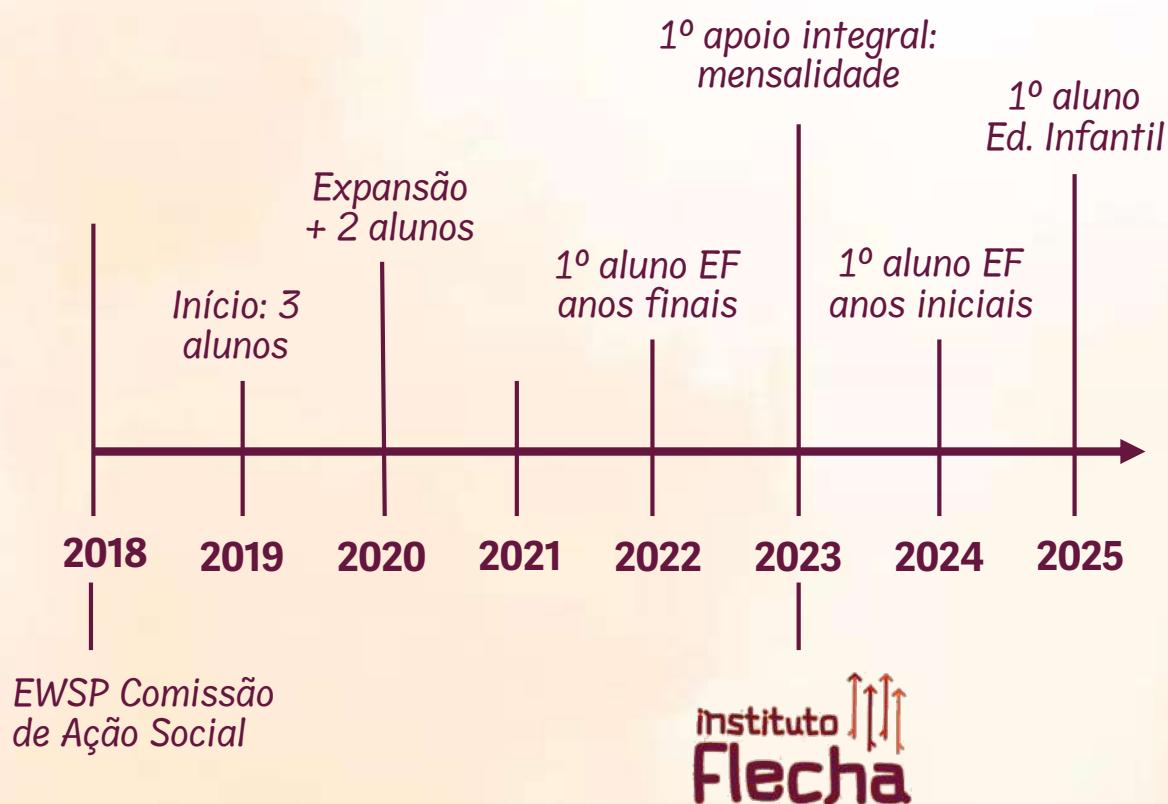 1º apoio integral:
mensalidade
1º aluno
Ed. Infantil
Expansão
+ 2 alunos
1º aluno EF
anos finais
1º aluno EF
anos iniciais
Início: 3
alunos
2018 2019 2020 2021 2022 2023 2024 2025
EWSP Comissão
de Ação Social
instituto
Flecha